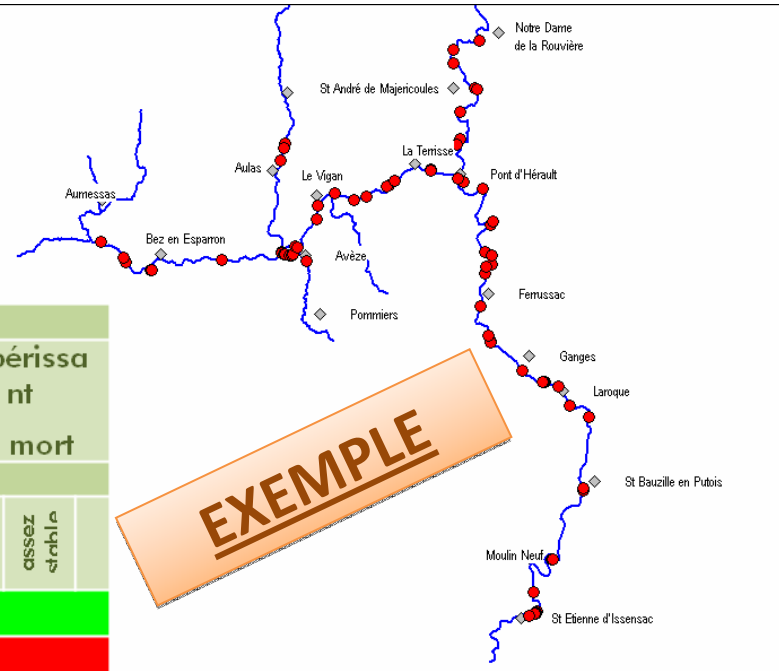 Notre Dame
de la Rouvière
St André de Majericoules
La Terrisse
Aulas
Le Vigan
Pont d'Hérault
Aumessas
Bez en Esparron
Avèze
Pommiers
Ferrussac
Ganges
Laroque
St Bauzille en Putois
Moulin Neuf
St Etienne d'Issensac
EXEMPLE
périssa
nt
mort
assez
stable